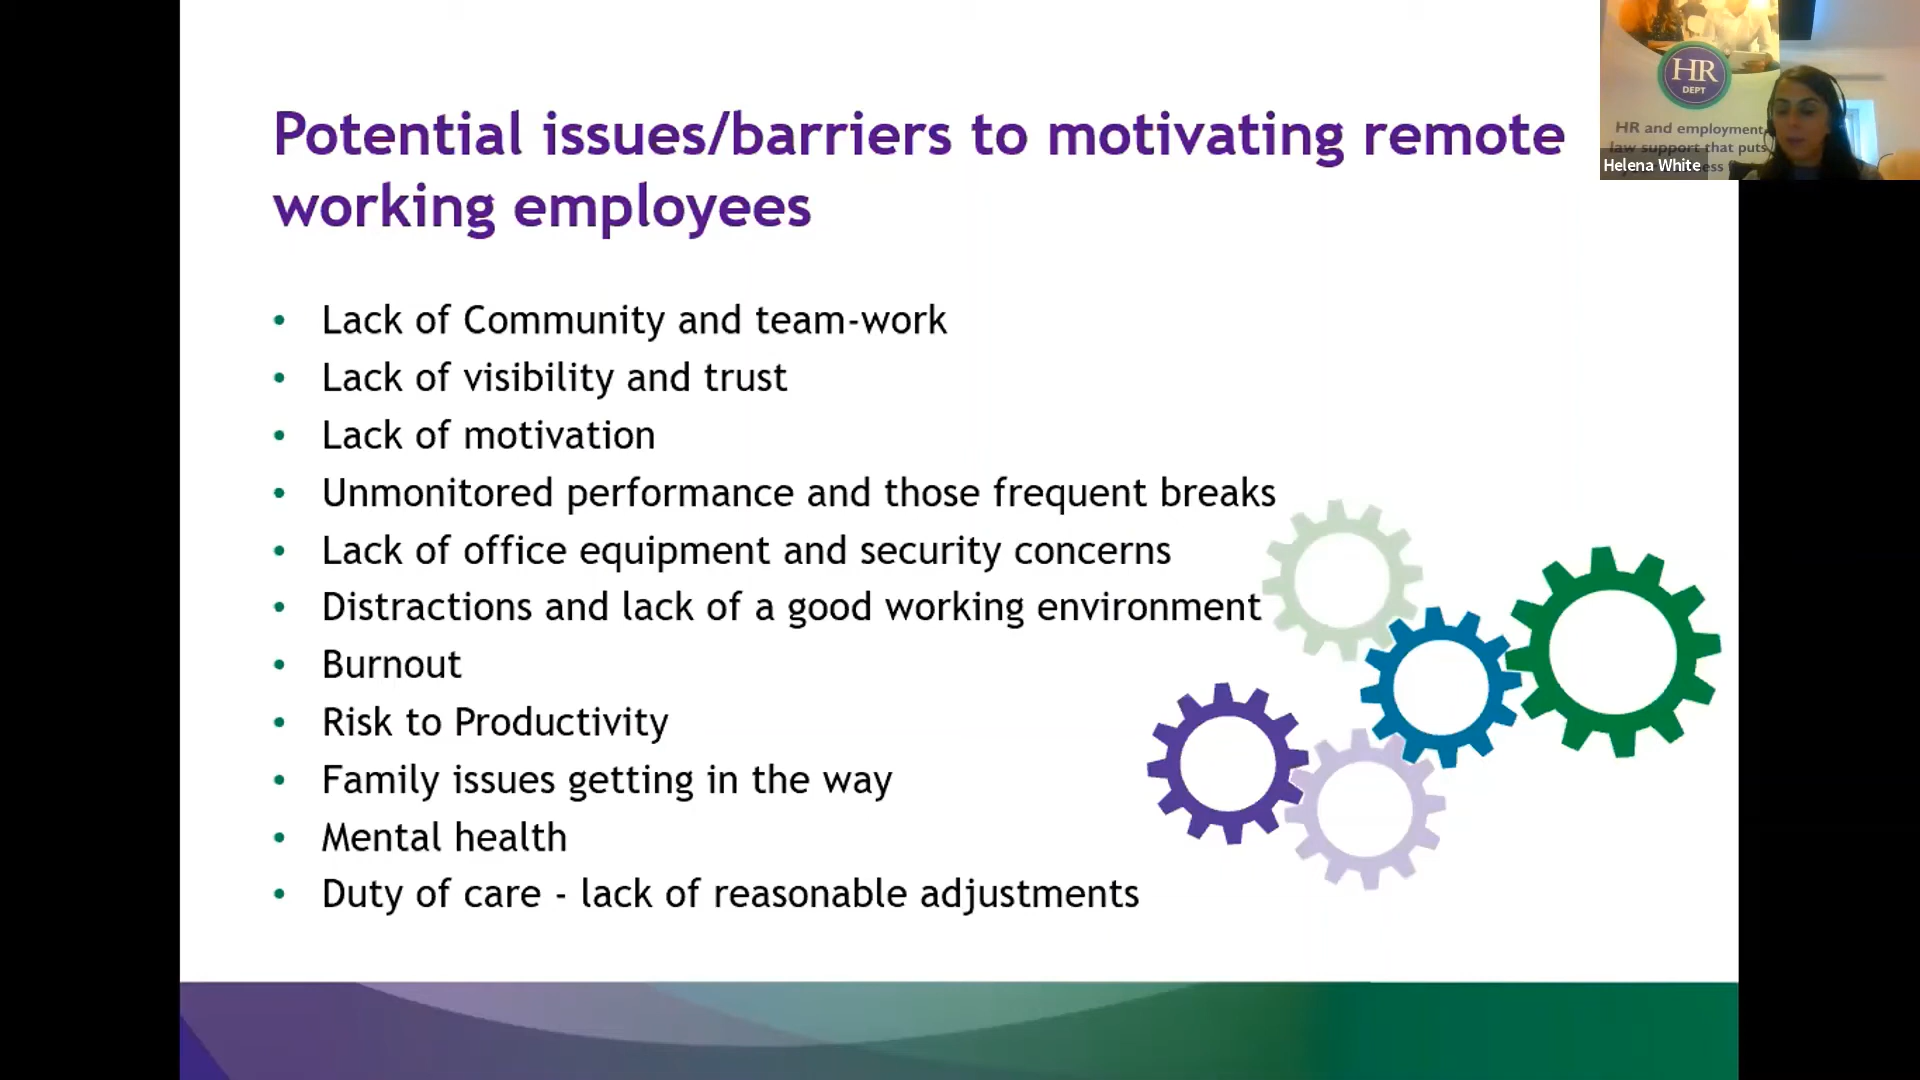 Potential issues/barriers to motivating remote
working employees
• Lack of Community and team-work
• Lack of visibility and trust
• Lack of motivation
• Unmonitored performance and those frequent breaks
• Lack of office equipment and security concerns
• Distractions and lack of a good working environment
• Burnout
• Risk to Productivity
• Family issues getting in the way
• Mental health
• Duty of care - lack of reasonable adjustments
HR
DEPT
HR and employment
law support that puts
Helena White